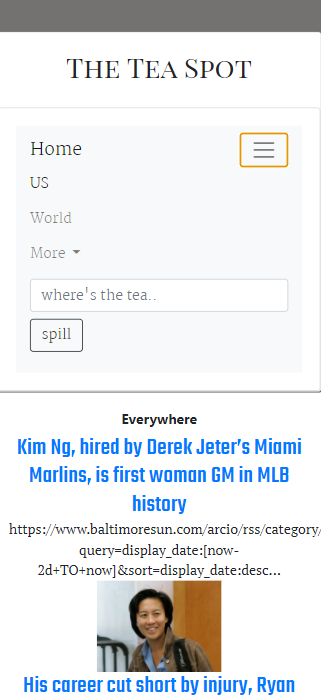 The Tea Spot
Home
US
World
More
where's the tea..
spill
Everywhere
Kim Ng, hired by Derek Jeter’s Miami
Marlins, is first woman GM in MLB
history
https://www.baltimoresun.com/arcio/rss/category/
query=display_date:[now-
2d+TO+now]&sort=display_date:desc...
His career cut short by injury, Ryan